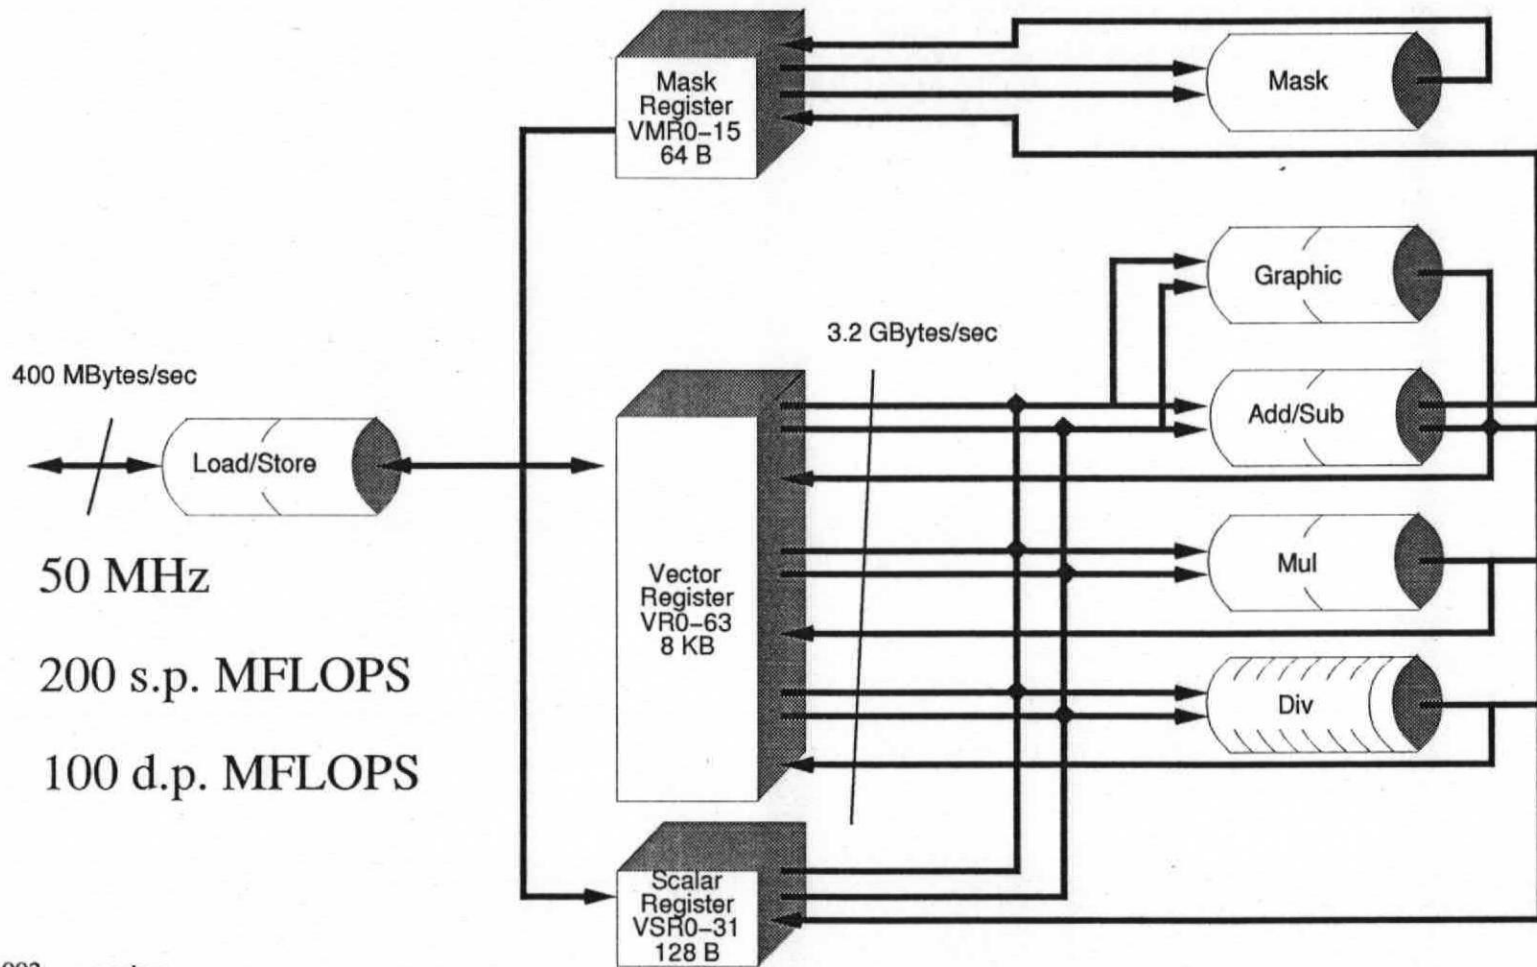 Mask
Register
VMR0-15
64 B
Mask
Graphic
3.2 GBytes/sec
400 MBytes/sec
Load/Store
Add/Sub
50 MHz
Vector
Register
VR0-63
8 KB
Mul
200 s.p. MFLOPS
Div
100 d.p. MFLOPS
Scalar
Register
VSR0-31
128 B